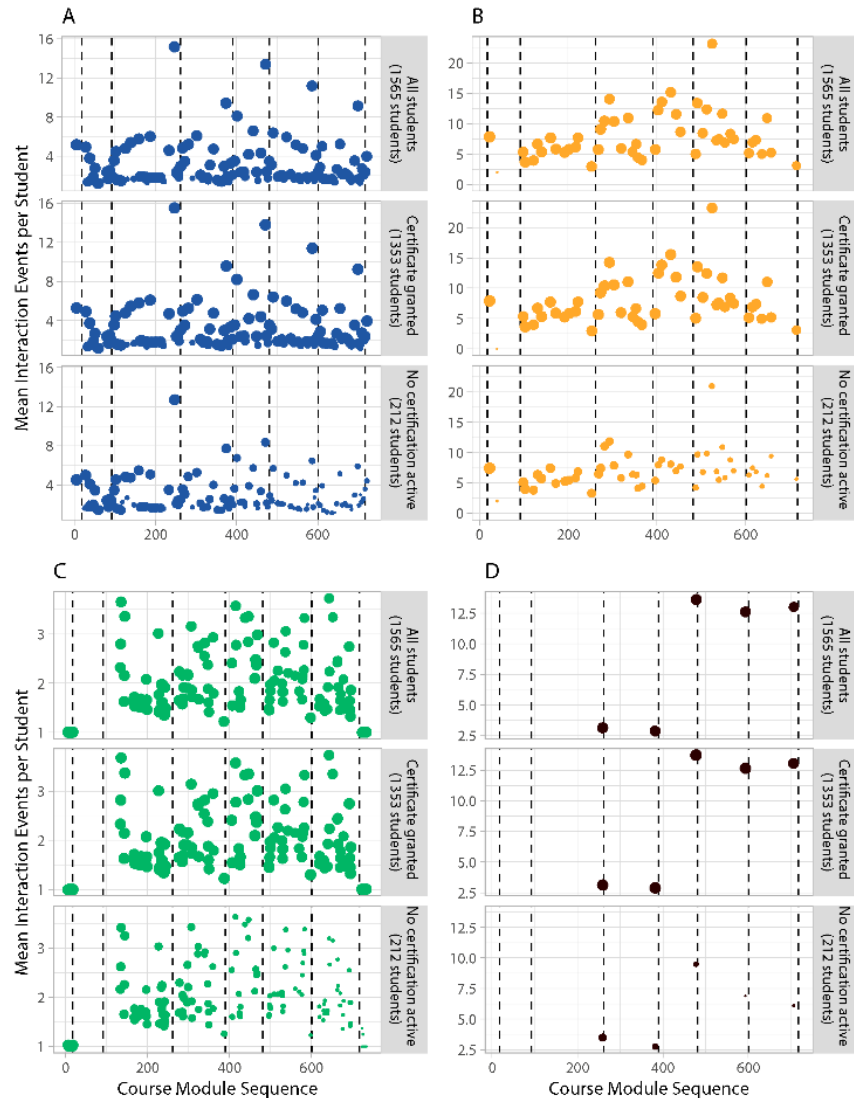 A
B
16
12
8
4
All students
(1565 students)
20
15
10
5
0
All students
(1565 students)
Mean Interaction Events per Student
16
12
8
4
Certificate granted
(1353 students)
20
15
10
5
0
Certificate granted
(1353 students)
16
12
8
4
No certification active
(212 students)
20
15
10
5
0
No certification active
(212 students)
0
200
400
600
0
200
400
600
C
D
3
2
1
All students
(1565 students)
12.5
10.0
7.5
5.0
2.5
All students
(1565 students)
Mean Interaction Events per Student
3
2
1
Certificate granted
(1353 students)
12.5
10.0
7.5
5.0
2.5
Certificate granted
(1353 students)
3
2
1
No certification active
(212 students)
12.5
10.0
7.5
5.0
2.5
No certification active
(212 students)
0
200
400
600
0
200
400
600
Course Module Sequence
Course Module Sequence